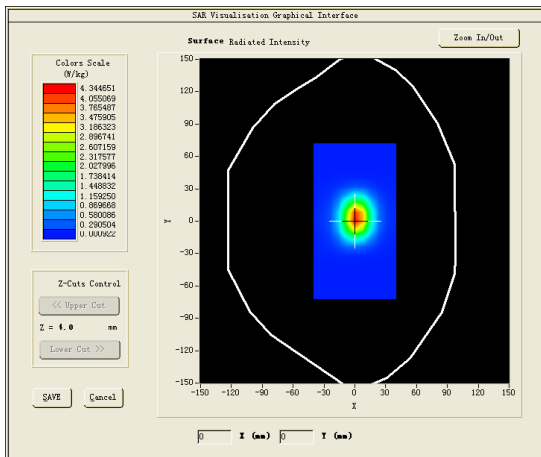 SAR Visualisation Graphical Interface
Surface Radiated Intensity
Zoom In/Out
Colors Scale
(W/kg)
4.344651
4.055069
3.765487
3.475905
3.186323
2.896741
2.607159
2.317577
2.027996
1.738414
1.448832
1.159250
0.869668
0.580086
0.290504
0.000922
Z-Cuts Control
<< Upper Cut
Z = 4.0 mm
Lower Cut >>
SAVE
Cancel
150
120
90
60
30
0
-30
-60
-90
-120
-150
Y
-150 -120 -90 -60 -30 0 30 60 90 120 150
X
0 X (mm) 0 Y (mm)